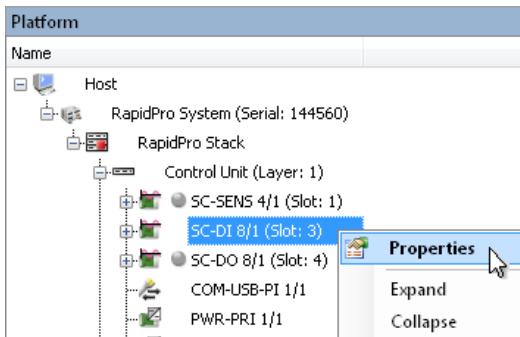 Platform
Name
Host
RapidPro System (Serial: 144560)
RapidPro Stack
Control Unit (Layer: 1)
SC-SENS 4/1 (Slot: 1)
SC-DI 8/1 (Slot: 3)
Properties
SC-DO 8/1 (Slot: 4)
COM-USB-PI 1/1
Expand
PWR-PRI 1/1
Collapse